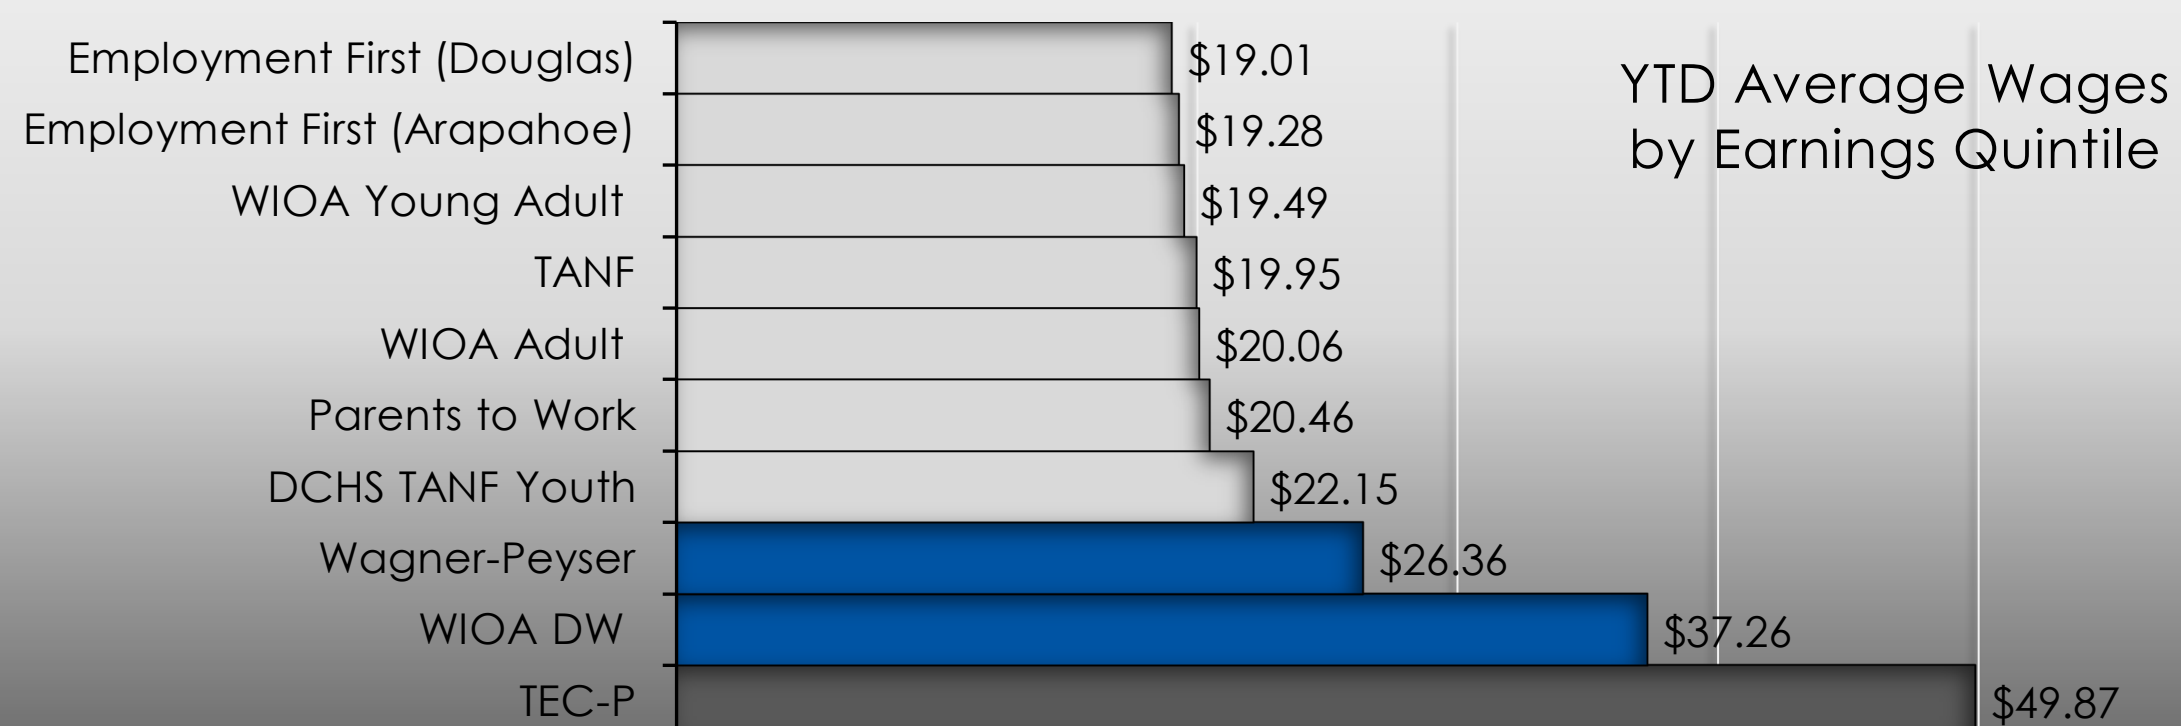 Employment First (Douglas) $19.01
YTD Average Wages
by Earnings Quintile
Employment First (Arapahoe) $19.28
WIOA Young Adult $19.49
TANF $19.95
WIOA Adult $20.06
Parents to Work $20.46
DCHS TANF Youth $22.15
Wagner-Peyser $26.36
WIOA DW $37.26
TEC-P $49.87